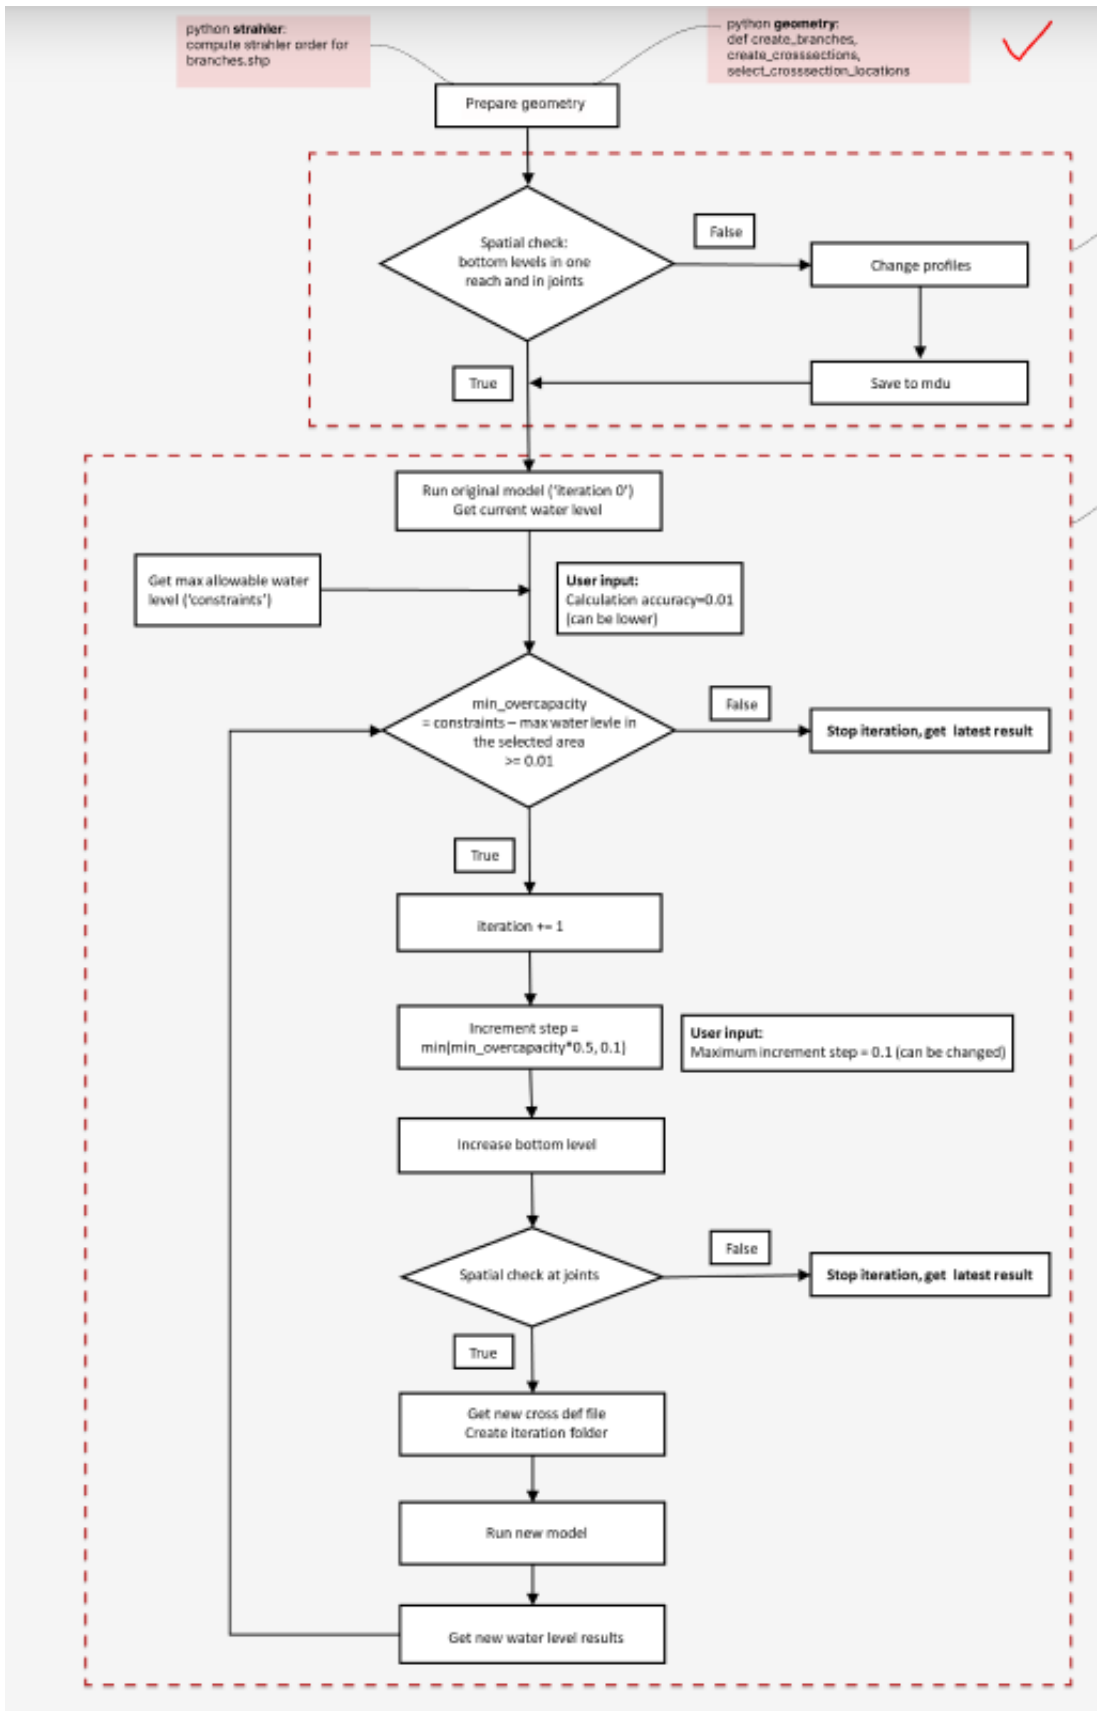 python strahler:
compute strahler order for
branches.shp
python geometry:
def create_branches,
create_crosssections,
select_crosssection_locations
Prepare geometry
Spatial check:
bottom levels in one
reach and in joints
False
Change profiles
True
Save to mdu
Run original model ('iteration 0')
Get current water level
Get max allowable water
level ('constraints')
User input:
Calculation accuracy=0.01
(can be lower)
min_overcapacity
= constraints – max water levle in
the selected area
>= 0.01
False
Stop iteration, get latest result
True
Iteration += 1
Increment step =
min(min_overcapacity*0.5, 0.1)
User input:
Maximum increment step = 0.1 (can be changed)
Increase bottom level
Spatial check at joints
False
Stop iteration, get latest result
True
Get new cross def file
Create iteration folder
Run new model
Get new water level results